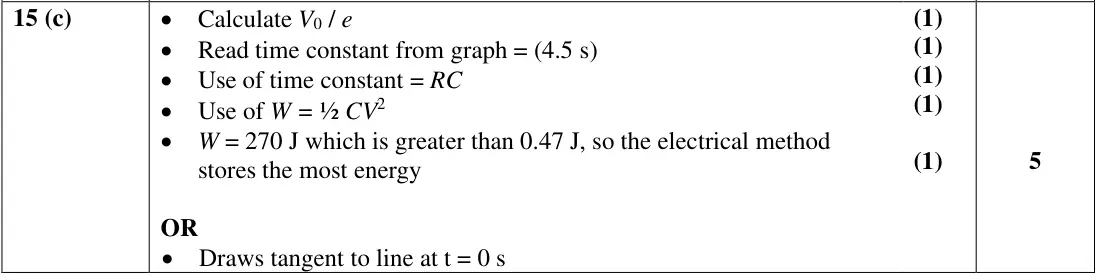 15 (c)
• Calculate V₀ / e (1)
• Read time constant from graph = (4.5 s) (1)
• Use of time constant = RC (1)
• Use of W = ½ CV² (1)
• W = 270 J which is greater than 0.47 J, so the electrical method
stores the most energy (1) 5
OR
• Draws tangent to line at t = 0 s